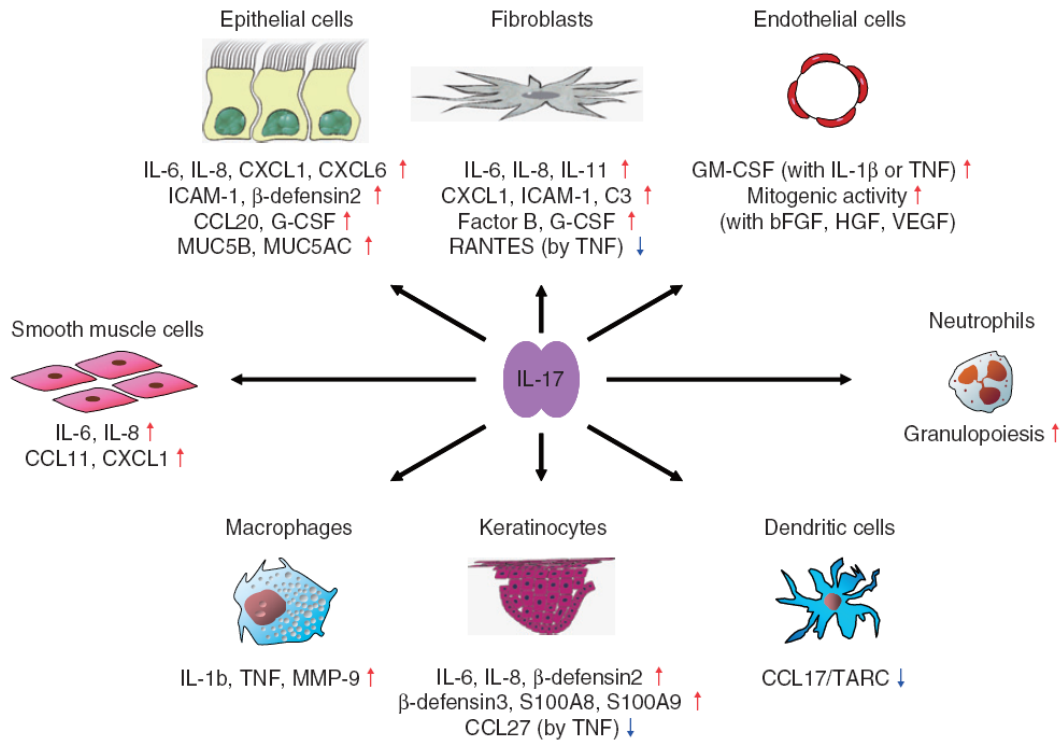 Epithelial cells
IL-6, IL-8, CXCL1, CXCL6 ↑
ICAM-1, β-defensin2 ↑
CCL20, G-CSF ↑
MUC5B, MUC5AC ↑
Fibroblasts
IL-6, IL-8, IL-11 ↑
CXCL1, ICAM-1, C3 ↑
Factor B, G-CSF ↑
RANTES (by TNF) ↓
Endothelial cells
GM-CSF (with IL-1β or TNF) ↑
Mitogenic activity ↑
(with bFGF, HGF, VEGF)
Smooth muscle cells
IL-6, IL-8 ↑
CCL11, CXCL1 ↑
IL-17
Neutrophils
Granulopoiesis ↑
Macrophages
IL-1b, TNF, MMP-9 ↑
Keratinocytes
IL-6, IL-8, β-defensin2 ↑
β-defensin3, S100A8, S100A9 ↑
CCL27 (by TNF) ↓
Dendritic cells
CCL17/TARC ↓